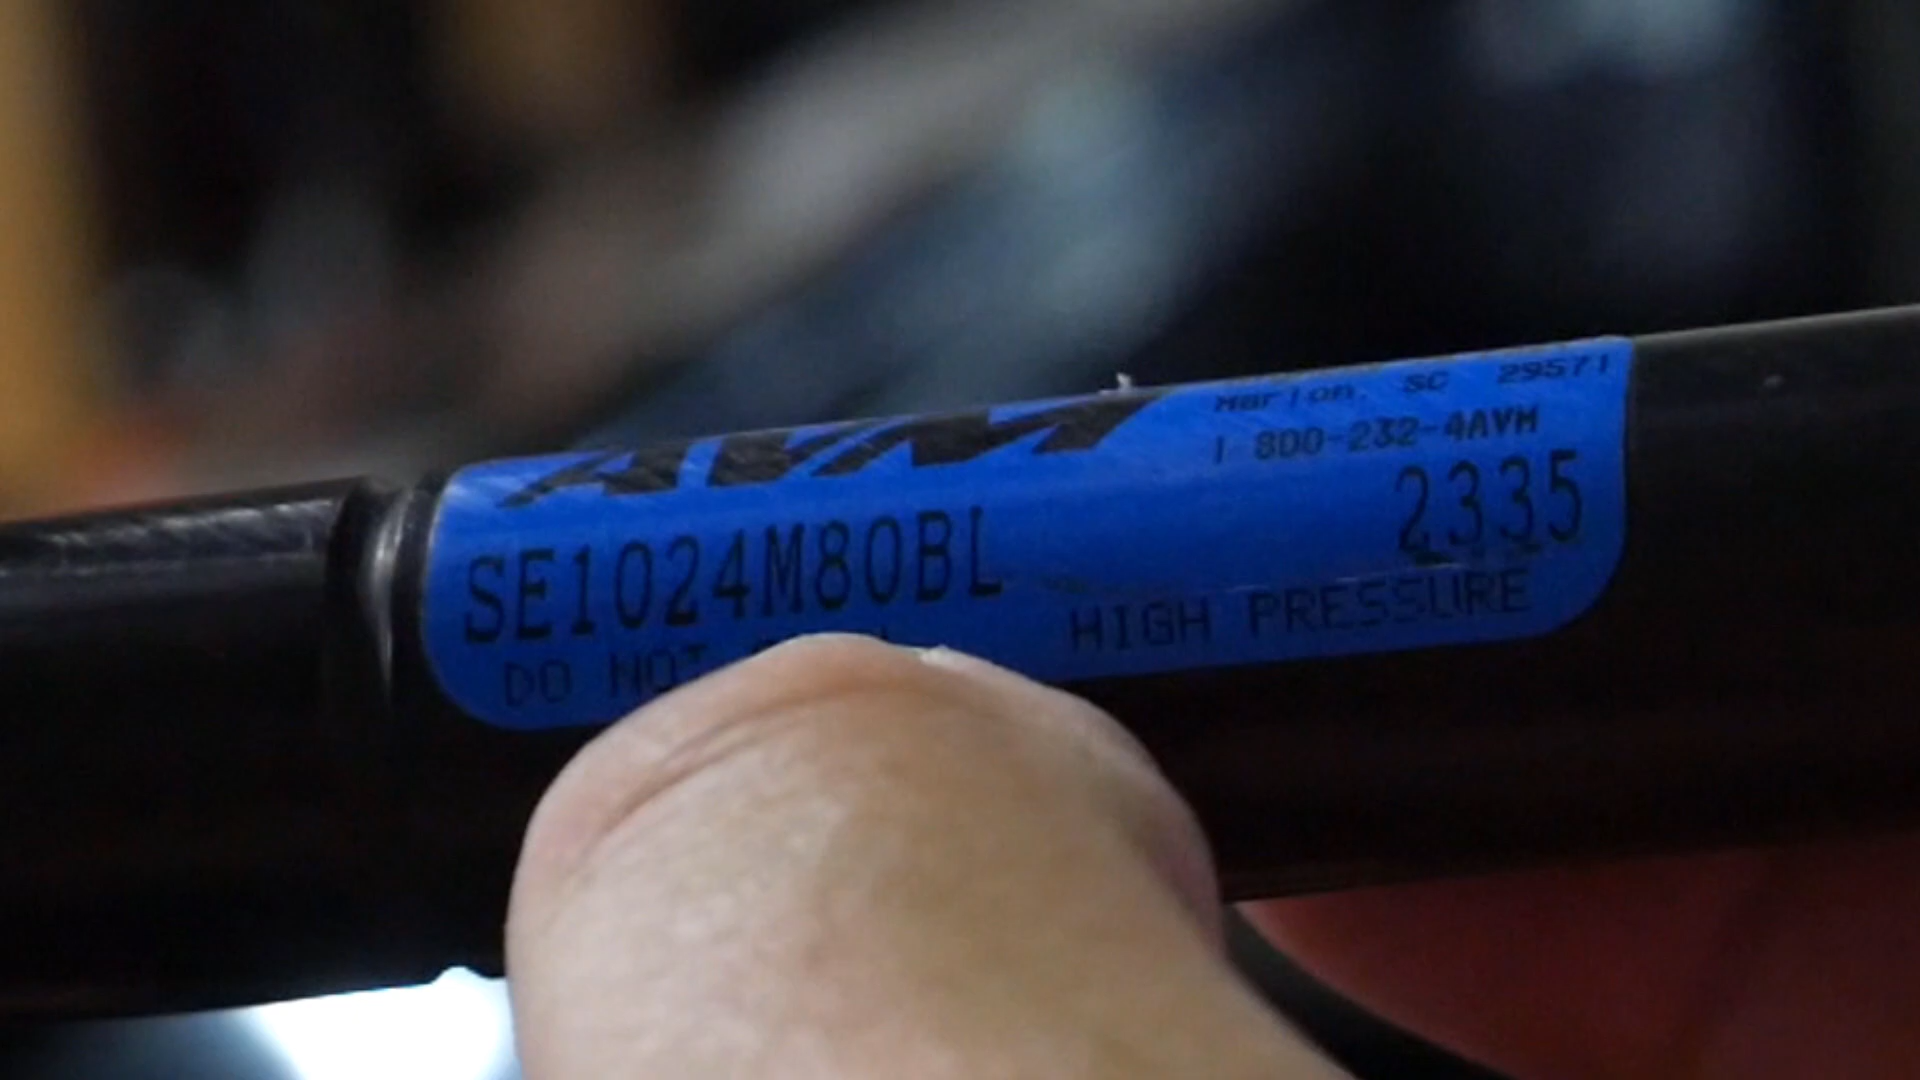 AVM
Marion, SC 29571
1 800-232-4AVM
SE1024M80BL
2335
DO NOT
HIGH PRESSURE